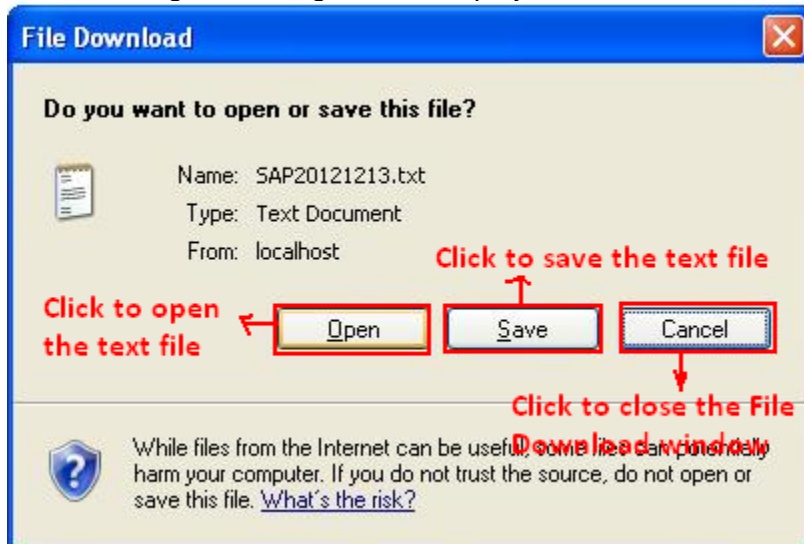 File Download
Do you want to open or save this file?
Name: SAP20121213.txt
Type: Text Document
From: localhost
Click to save the text file
Click to open
the text file
Open
Save
Cancel
Click to close the File
Download window
While files from the Internet can be useful, some files can potentially
harm your computer. If you do not trust the source, do not open or
save this file. What's the risk?